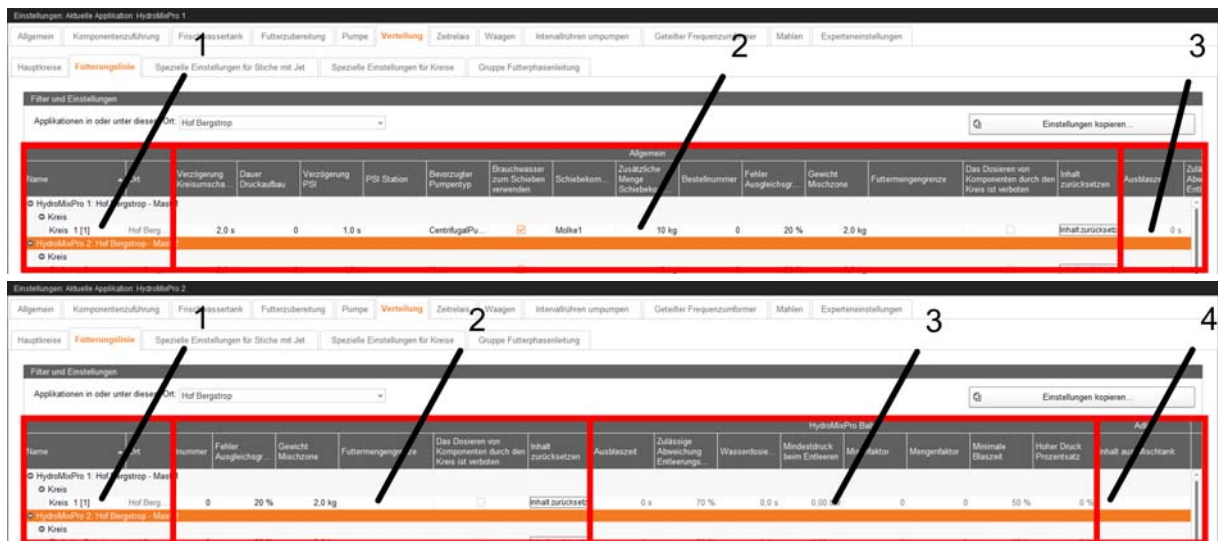 Einstellungen: Aktuelle Applikation: HydroMixPro 1
Allgemein Komponentenzuführung Frischwassertank Futterzubereitung Pumpe Verteilung Zeitrelais Waagen Intervallrühren umpumpen Geteilter Frequenzumformer Mahlen Experteneinstellungen
1 2 3
Hauptkreise Fütterungslinie Spezielle Einstellungen für Stiche mit Jet Spezielle Einstellungen für Kreise Gruppe Futterphasenleitung
Filter und Einstellungen
Applikationen in oder unter diesem Ort: Hof Bergstrop Einstellungen kopieren...
Allgemein
Name Ort Verzögerung Kreisumscha... Dauer Druckaufbau Verzögerung PSI PSI Station Bevorzugter Pumpentyp Brauchwasser zum Schieben verwenden Schiebekom... Zusätzliche Menge Schiebeko... Bestellnummer Fehler Ausgleichsgr... Gewicht Mischzone Futtermengengrenze Das Dosieren von Komponenten durch den Kreis ist verboten Inhalt zurücksetzen Ausblasze
HydroMixPro 1: Hof Bergstrop - Mast 1
Kreis
Kreis 1 [1] Hof Berg... 2.0 s 0 1.0 s CentrifugalPu... Molke1 10 kg 0 20 % 2,0 kg Inhalt zurücksetz 0 s
HydroMixPro 2: Hof Bergstrop - Mast 2
Kreis
Einstellungen: Aktuelle Applikation: HydroMixPro 2
Allgemein Komponentenzuführung Frischwassertank Futterzubereitung Pumpe Verteilung Zeitrelais Waagen Intervallrühren umpumpen Geteilter Frequenzumformer Mahlen Experteneinstellungen
1 2 3 4
Hauptkreise Fütterungslinie Spezielle Einstellungen für Stiche mit Jet Spezielle Einstellungen für Kreise Gruppe Futterphasenleitung
Filter und Einstellungen
Applikationen in oder unter diesem Ort: Hof Bergstrop Einstellungen kopieren...
HydroMixPro
Name Ort nummer Fehler Ausgleichsgr... Gewicht Mischzone Futtermengengrenze Das Dosieren von Komponenten durch den Kreis ist verboten Inhalt zurücksetzen Ausblaszeit Zulässige Abweichung Entleerungs... Wasserdosie... Mindestdruck beim Entleeren Mengenfaktor Minimale Blaszeit Hoher Druck Prozentsatz
HydroMixPro 1: Hof Bergstrop - Mast 1
Kreis
Kreis 1 [1] Hof Berg... 0 20 % 2.0 kg Inhalt zurücksetz 0 s 70 % 0.0 s 0.00 0 0 50 % 0 %
HydroMixPro 2: Hof Bergstrop - Mast 2
Kreis